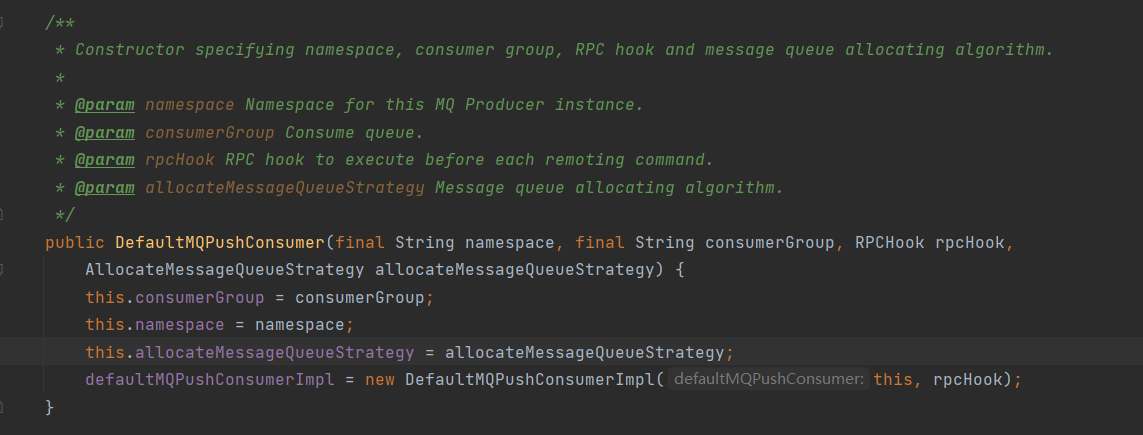 /**
* Constructor specifying namespace, consumer group, RPC hook and message queue allocating algorithm.
*
* @param namespace Namespace for this MQ Producer instance.
* @param consumerGroup Consume queue.
* @param rpcHook RPC hook to execute before each remoting command.
* @param allocateMessageQueueStrategy Message queue allocating algorithm.
*/
public DefaultMQPushConsumer(final String namespace, final String consumerGroup, RPCHook rpcHook,
AllocateMessageQueueStrategy allocateMessageQueueStrategy) {
this.consumerGroup = consumerGroup;
this.namespace = namespace;
this.allocateMessageQueueStrategy = allocateMessageQueueStrategy;
defaultMQPushConsumerImpl = new DefaultMQPushConsumerImpl( defaultMQPushConsumer: this, rpcHook);
}